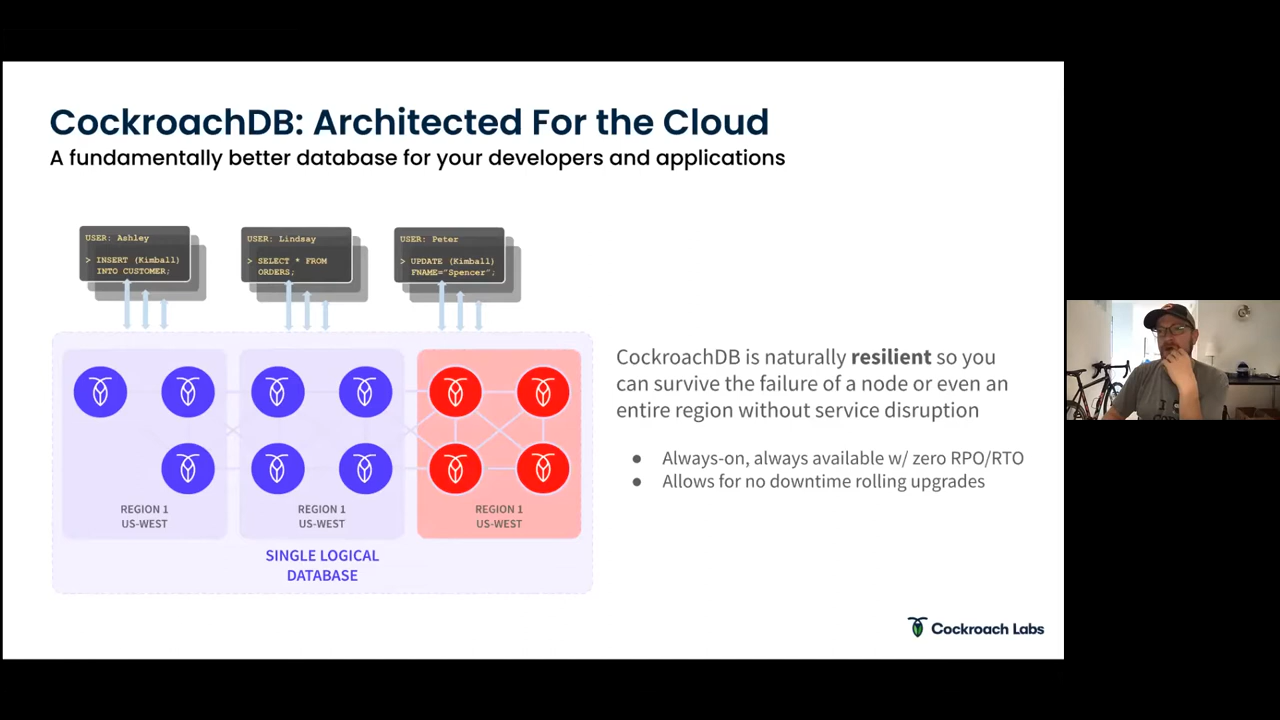 CockroachDB: Architected For the Cloud
A fundamentally better database for your developers and applications
USER: Ashley
> INSERT (Kimball)
INTO CUSTOMER;
USER: Lindsay
> SELECT * FROM
ORDERS;
USER: Peter
> UPDATE (Kimball)
FNAME="Spencer";
REGION 1
US-WEST
REGION 1
US-WEST
REGION 1
US-WEST
SINGLE LOGICAL
DATABASE
CockroachDB is naturally resilient so you
can survive the failure of a node or even an
entire region without service disruption
● Always-on, always available w/ zero RPO/RTO
● Allows for no downtime rolling upgrades
Cockroach Labs
I